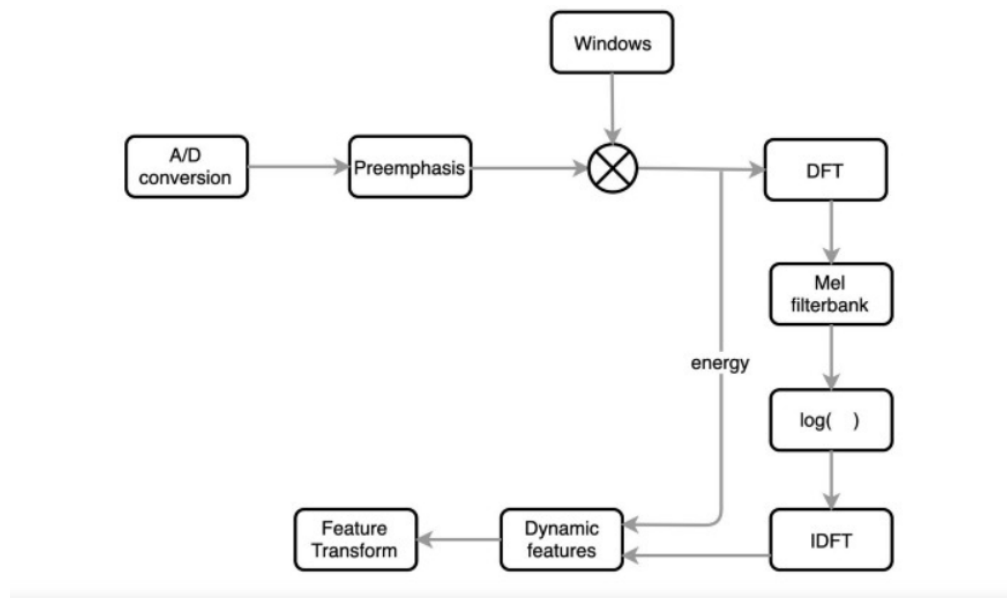 Windows
A/D
conversion
Preemphasis
DFT
Mel
filterbank
energy
log( )
Feature
Transform
Dynamic
features
IDFT